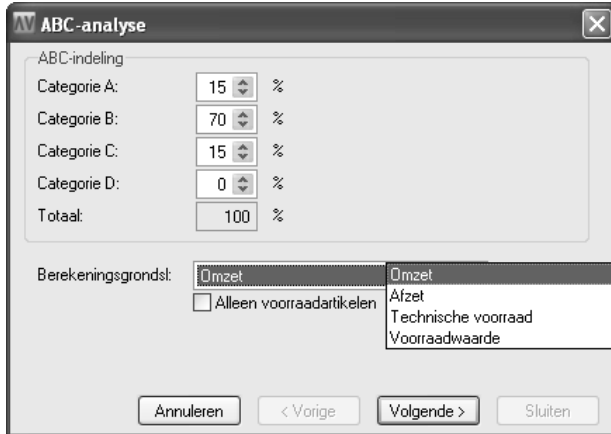 AV ABC-analyse
ABC-indeling
Categorie A: 15 %
Categorie B: 70 %
Categorie C: 15 %
Categorie D: 0 %
Totaal: 100 %
Berekeningsgrondsl: Omzet
Omzet
Alleen voorraadartikelen
Afzet
Technische voorraad
Voorraadwaarde
Annuleren < Vorige Volgende > Sluiten